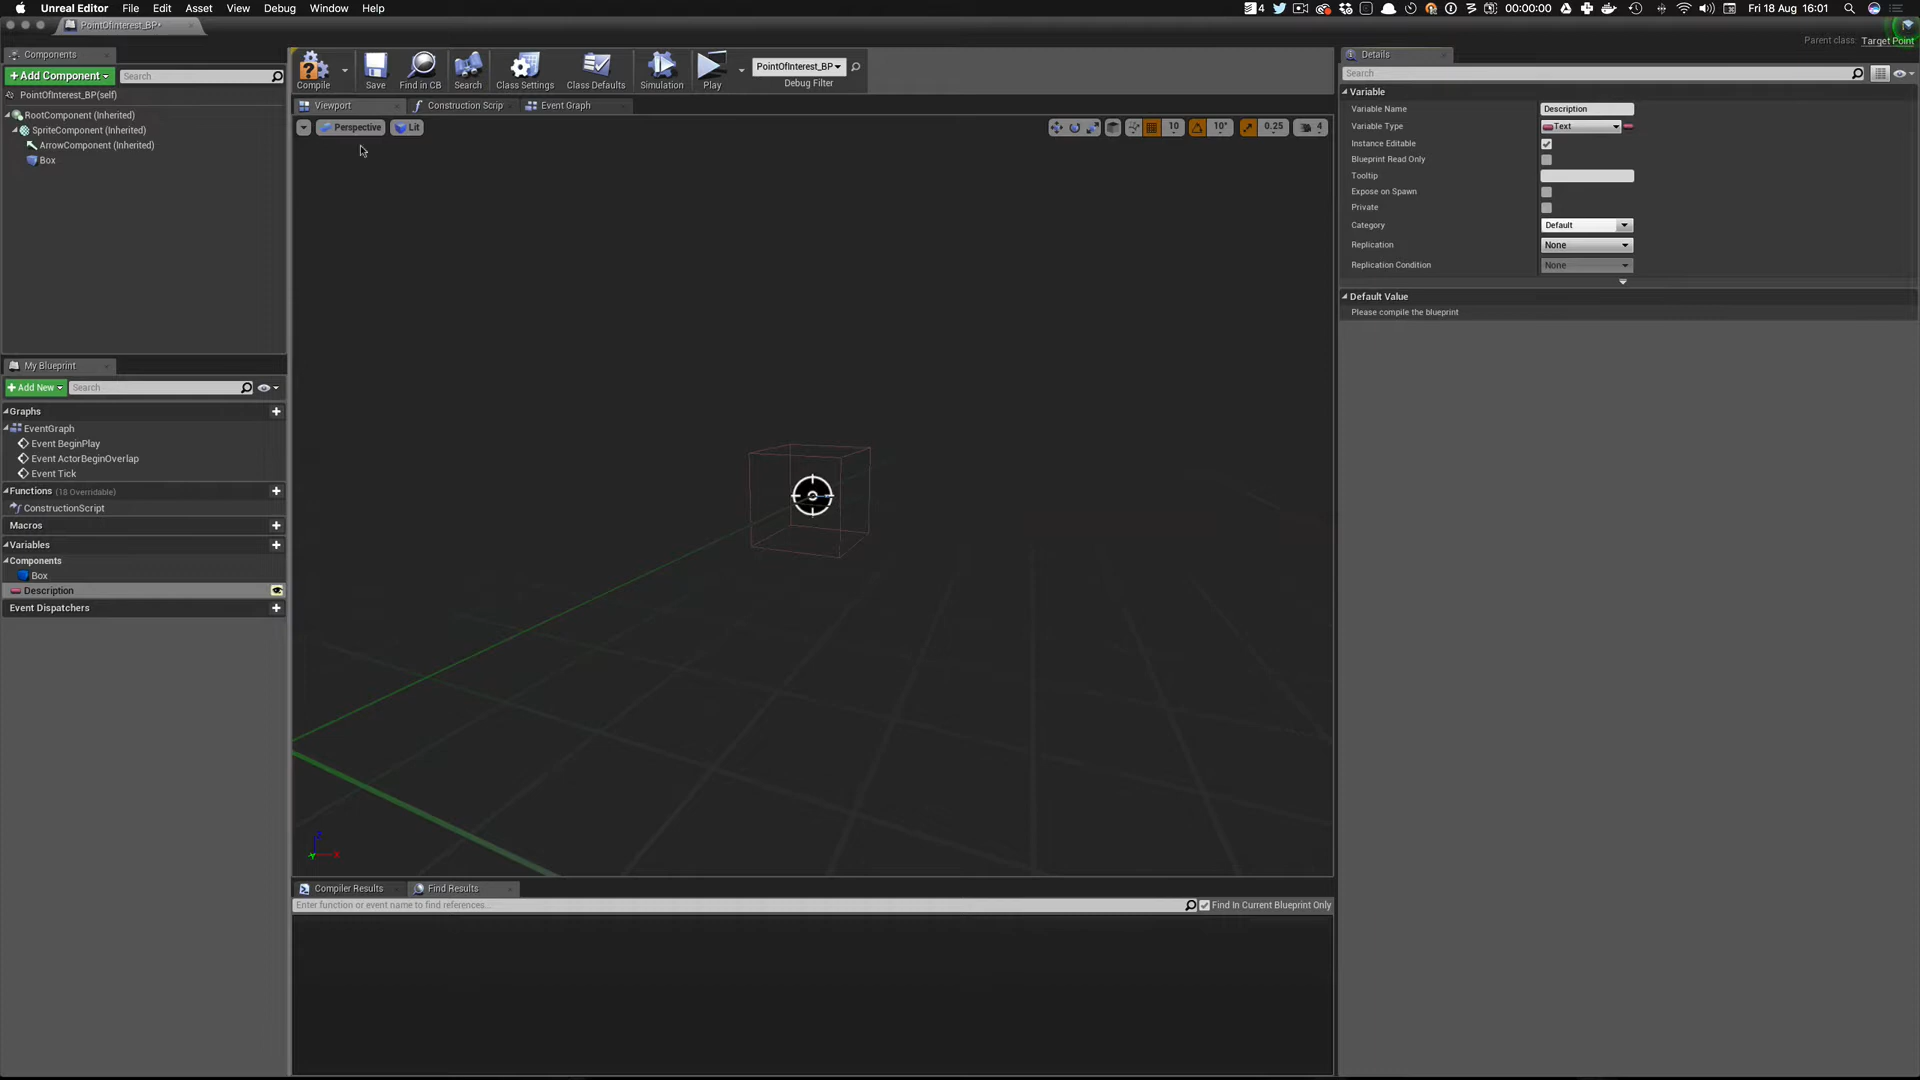 Unreal Editor File Edit Asset View Debug Window Help
4 00:00:00 Fri 18 Aug 16:01
PointOfInterest_BP*
Parent class: Target Point
Components
Details
+Add Component Search
Search
PointOfInterest_BP(self)
RootComponent (Inherited)
SpriteComponent (Inherited)
ArrowComponent (Inherited)
Box
Compile Save Find in CB Search Class Settings Class Defaults Simulation Play
PointOfInterest_BP
Debug Filter
Viewport Construction Scrip Event Graph
Perspective Lit
10 10° 0.25 4
Variable
Variable Name Description
Variable Type Text
Instance Editable
Blueprint Read Only
Tooltip
Expose on Spawn
Private
Category Default
Replication None
Replication Condition None
Default Value
Please compile the blueprint
My Blueprint
+Add New Search
Graphs
EventGraph
Event BeginPlay
Event ActorBeginOverlap
Event Tick
Functions (18 Overridable)
ConstructionScript
Macros
Variables
Components
Box
Description
Event Dispatchers
Z
Y X
Compiler Results Find Results
Enter function or event name to find references...
Find In Current Blueprint Only